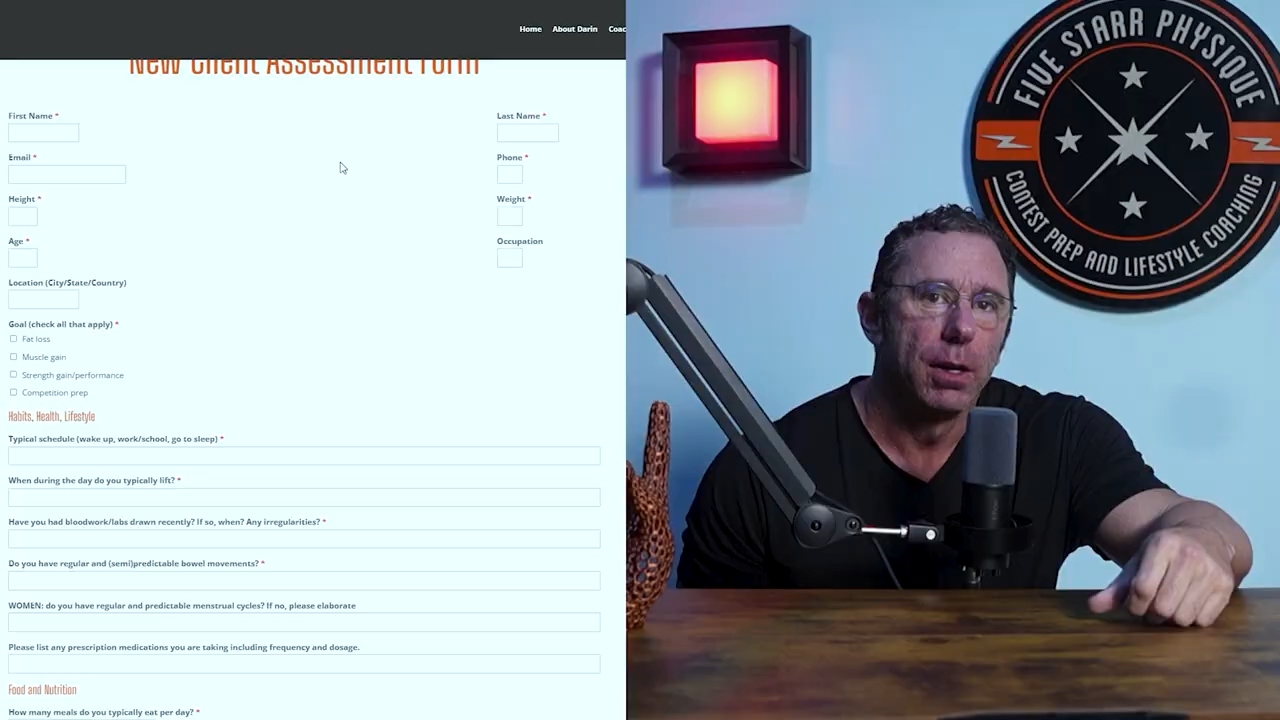 Home About Darin Coac
New Client Assessment Form
First Name *
Last Name *
Email *
Phone *
Height *
Weight *
Age *
Occupation
Location (City/State/Country)
Goal (check all that apply) *
Fat loss
Muscle gain
Strength gain/performance
Competition prep
Habits, Health, Lifestyle
Typical schedule (wake up, work/school, go to sleep) *
When during the day do you typically lift? *
Have you had bloodwork/labs drawn recently? If so, when? Any irregularities? *
Do you have regular and (semi)predictable bowel movements? *
WOMEN: do you have regular and predictable menstrual cycles? If no, please elaborate
Please list any prescription medications you are taking including frequency and dosage.
Food and Nutrition
How many meals do you typically eat per day? *
FIVE STARR PHYSIQUE
CONTEST PREP AND LIFESTYLE COACHING